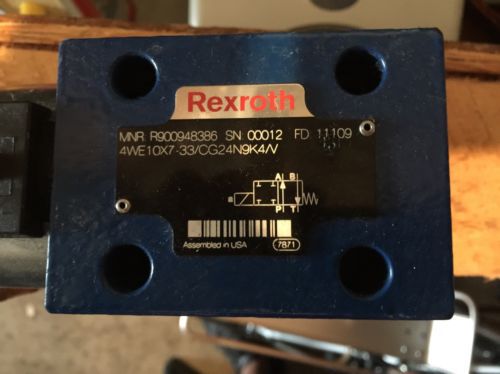 Rexroth
MNR R900948386 SN 00012 FD 11109
4WE10X7-33/CG24N9K4/V
A B
a
P T
Assembled in USA
7871